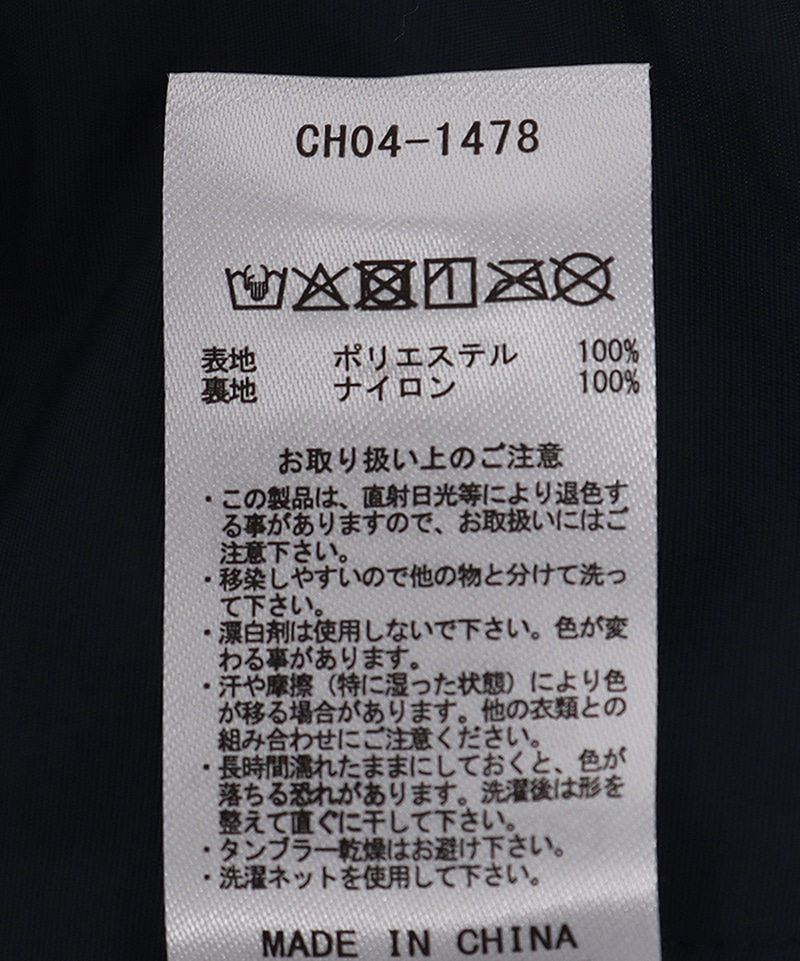 CH04-1478
表地 ポリエステル 100%
裏地 ナイロン 100%
お取り扱い上のご注意
・この製品は、直射日光等により退色す
る事がありますので、お取扱いにはご
注意下さい。
・移染しやすいので他の物と分けて洗っ
て下さい。
・漂白剤は使用しないで下さい。色が変
わる事があります。
・汗や摩擦（特に湿った状態）により色
が移る場合があります。他の衣類との
組み合わせにご注意ください。
・長時間濡れたままにしておくと、色が
落ちる恐れがあります。洗濯後は形を
整えて直ぐに干して下さい。
・タンブラー乾燥はお避け下さい。
・洗濯ネットを使用して下さい。
MADE IN CHINA